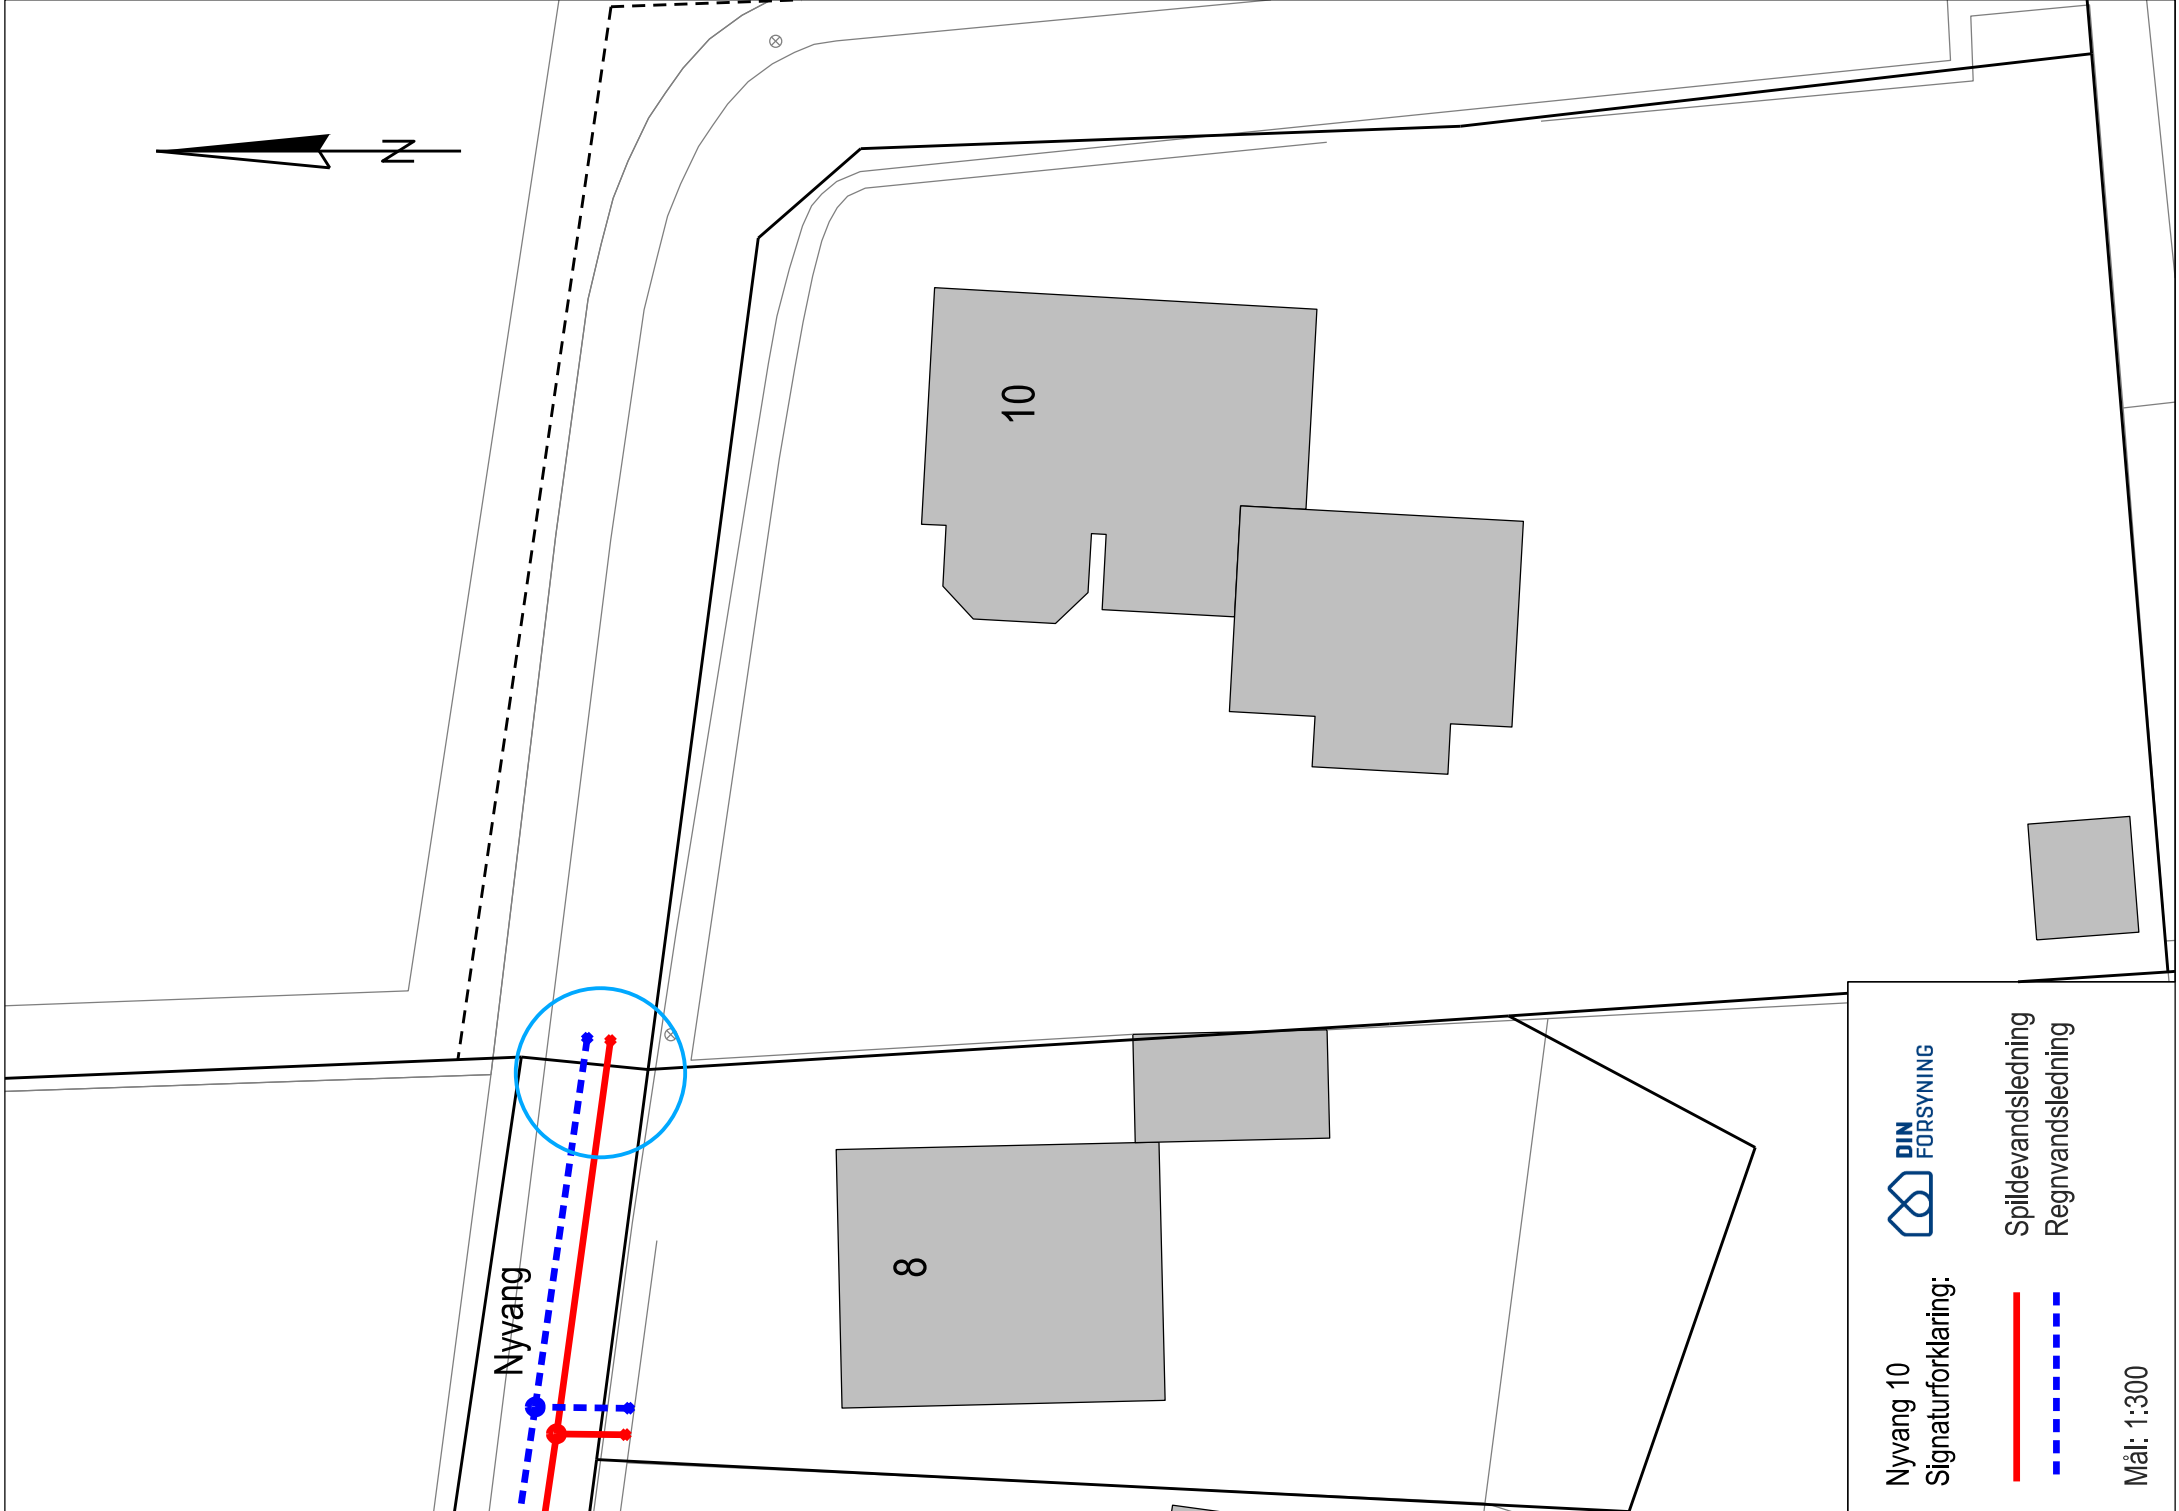 N
10
8
Nyvang
Nyvang 10
DIN
FORSYNING
Signaturforklaring:
Spildevandsledning
Regnvandsledning
Mål: 1:300